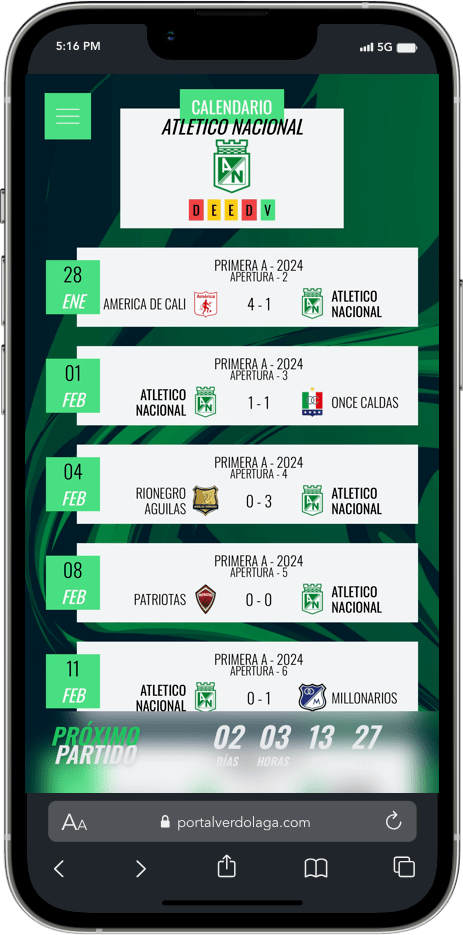 5:16 PM
5G
CALENDARIO
ATLETICO NACIONAL
D E E D V
28
ENE
PRIMERA A - 2024
APERTURA - 2
AMERICA DE CALI
4 - 1
ATLETICO
NACIONAL
01
FEB
PRIMERA A - 2024
APERTURA - 3
ATLETICO
NACIONAL
1 - 1
ONCE CALDAS
04
FEB
PRIMERA A - 2024
APERTURA - 4
RIONEGRO
AGUILAS
0 - 3
ATLETICO
NACIONAL
08
FEB
PRIMERA A - 2024
APERTURA - 5
PATRIOTAS
0 - 0
ATLETICO
NACIONAL
11
FEB
PRIMERA A - 2024
APERTURA - 6
ATLETICO
NACIONAL
0 - 1
MILLONARIOS
PRÓXIMO
PARTIDO
02 03 13 27
DÍAS HORAS
AA
portalverdolaga.com